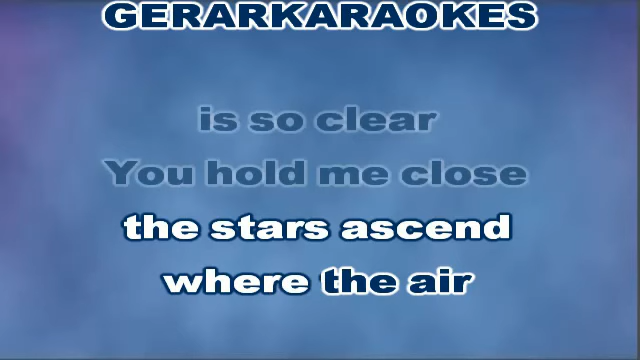 GERARKARAOKES
is so clear
You hold me close
the stars ascend
where the air